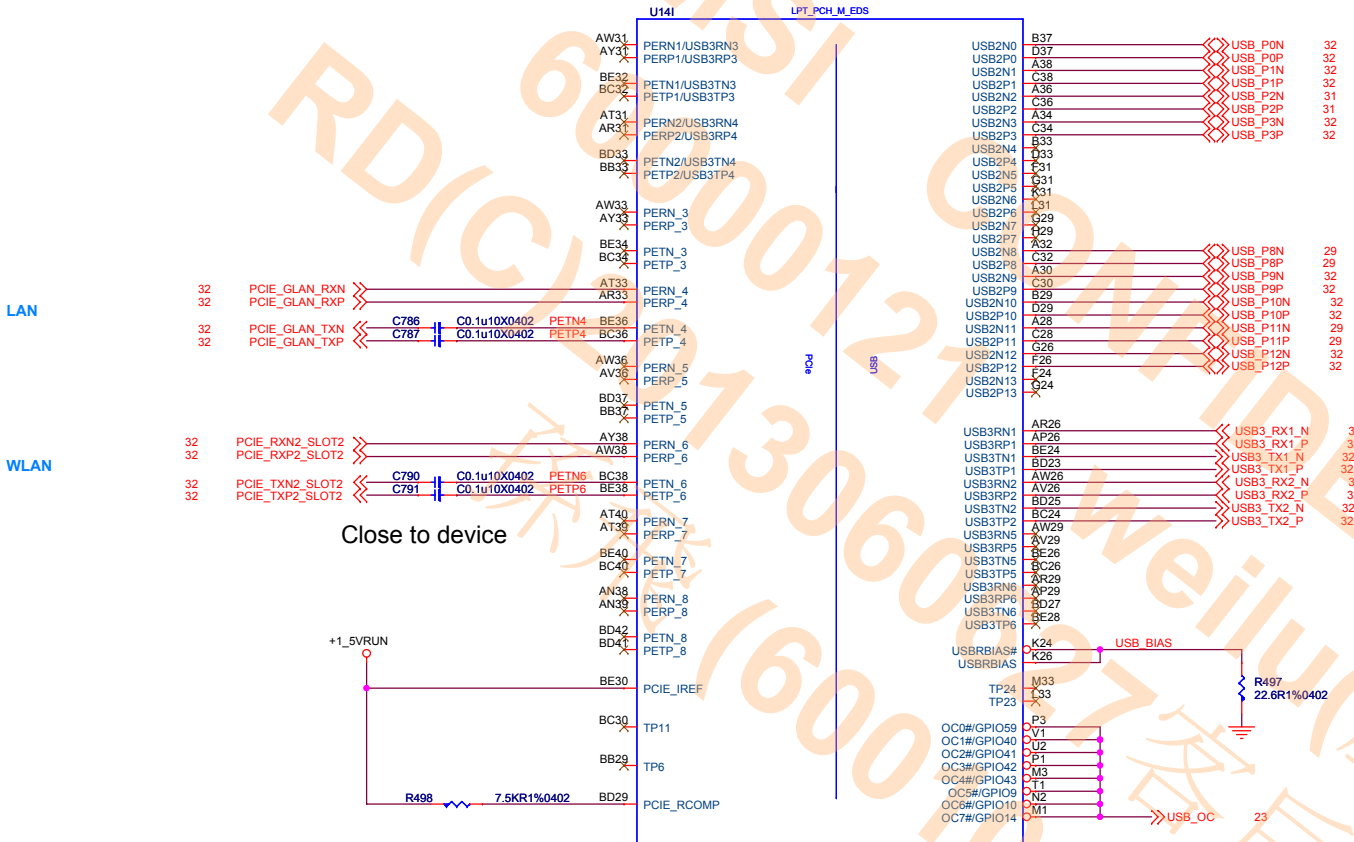 U14I LPT_PCH_M_EDS
AW31 PERN1/USB3RN3
AY31 PERP1/USB3RP3
BE32 PETN1/USB3TN3
BC32 PETP1/USB3TP3
AT31 PERN2/USB3RN4
AR31 PERP2/USB3RP4
BD33 PETN2/USB3TN4
BB33 PETP2/USB3TP4
AW33 PERN_3
AY33 PERP_3
BE34 PETN_3
BC34 PETP_3
LAN
32 PCIE_GLAN_RXN AT33 PERN_4
32 PCIE_GLAN_RXP AR33 PERP_4
32 PCIE_GLAN_TXN C786 C0.1u10X0402 PETN4 BE36 PETN_4
32 PCIE_GLAN_TXP C787 C0.1u10X0402 PETP4 BC36 PETP_4
AW36 PERN_5
AV36 PERP_5
BD37 PETN_5
BB37 PETP_5
WLAN
32 PCIE_RXN2_SLOT2 AY38 PERN_6
32 PCIE_RXP2_SLOT2 AW38 PERP_6
32 PCIE_TXN2_SLOT2 C790 C0.1u10X0402 PETN6 BC38 PETN_6
32 PCIE_TXP2_SLOT2 C791 C0.1u10X0402 PETP6 BE38 PETP_6
Close to device
AT40 PERN_7
AT39 PERP_7
BE40 PETN_7
BC40 PETP_7
AN38 PERN_8
AN39 PERP_8
BD42 PETN_8
BD41 PETP_8
+1_5VRUN
BE30 PCIE_IREF
BC30 TP11
BB29 TP6
R498 7.5KR1%0402 BD29 PCIE_RCOMP
PCIe
USB
USB2N0 B37 USB_P0N 32
USB2P0 D37 USB_P0P 32
USB2N1 A38 USB_P1N 32
USB2P1 C38 USB_P1P 32
USB2N2 A36 USB_P2N 31
USB2P2 C36 USB_P2P 31
USB2N3 A34 USB_P3N 32
USB2P3 C34 USB_P3P 32
USB2N4 B33
USB2P4 D33
USB2N5 F31
USB2P5 G31
USB2N6 K31
USB2P6 L31
USB2N7 G29
USB2P7 H29
USB2N8 A32 USB_P8N 29
USB2P8 C32 USB_P8P 29
USB2N9 A30 USB_P9N 32
USB2P9 C30 USB_P9P 32
USB2N10 B29 USB_P10N 32
USB2P10 D29 USB_P10P 32
USB2N11 A28 USB_P11N 29
USB2P11 C28 USB_P11P 29
USB2N12 G26 USB_P12N 32
USB2P12 F26 USB_P12P 32
USB2N13 F24
USB2P13 G24
USB3RN1 AR26 USB3_RX1_N 3
USB3RP1 AP26 USB3_RX1_P 3
USB3TN1 BE24 USB3_TX1_N 32
USB3TP1 BD23 USB3_TX1_P 32
USB3RN2 AW26 USB3_RX2_N 3
USB3RP2 AV26 USB3_RX2_P 3
USB3TN2 BD25 USB3_TX2_N 32
USB3TP2 BC24 USB3_TX2_P 32
USB3RN5 AW29
USB3RP5 AV29
USB3TN5 BE26
USB3TP5 BC26
USB3RN6 AR29
USB3RP6 AP29
USB3TN6 BD27
USB3TP6 BE28
USBRBIAS# K24 USB_BIAS
USBRBIAS K26
R497
22.6R1%0402
TP24 M33
TP23 L33
OC0#/GPIO59 P3
OC1#/GPIO40 V1
OC2#/GPIO41 U2
OC3#/GPIO42 P1
OC4#/GPIO43 M3
OC5#/GPIO9 T1
OC6#/GPIO10 N2
OC7#/GPIO14 M1 USB_OC 23
MSI CONFIDE
60000121 weilu(
RD(C)2013060627